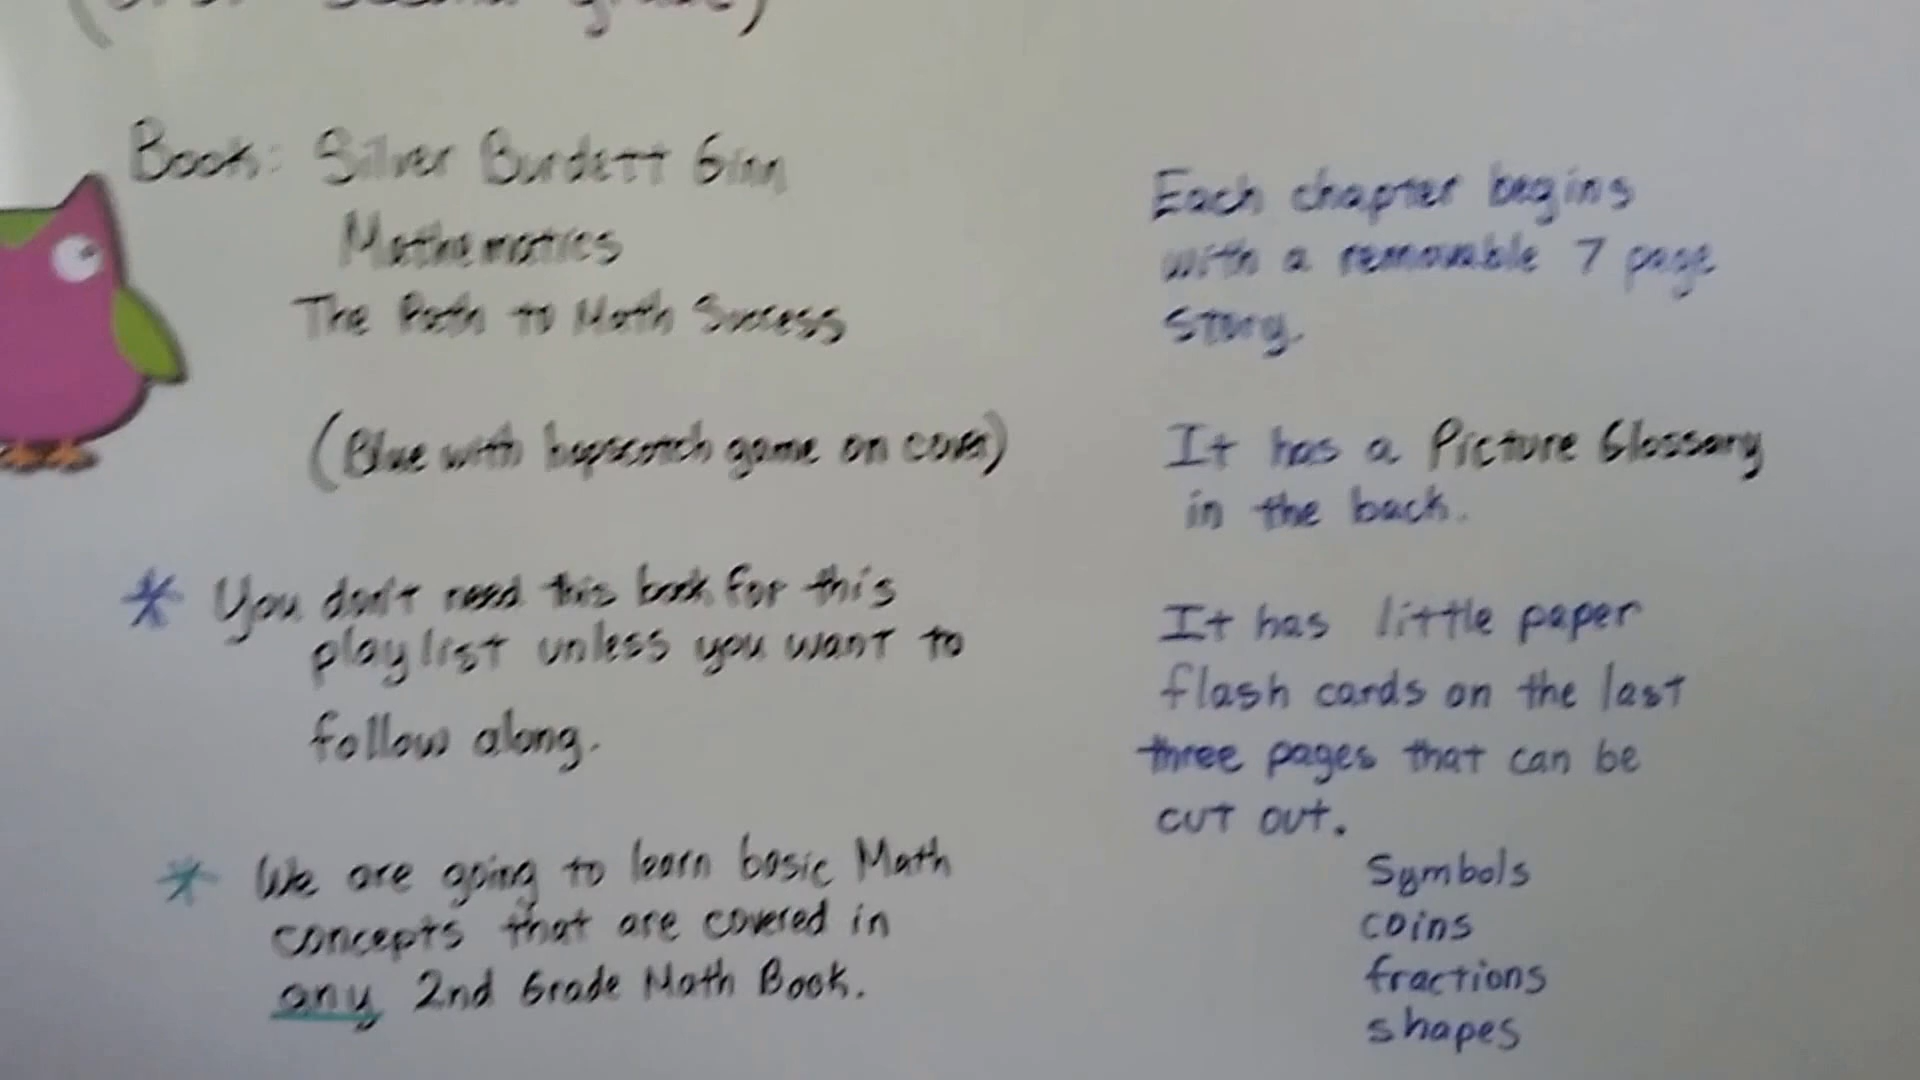 second grade)
Book: Silver Burdett Ginn
Mathematics
The Path to Math Success
(Blue with hopscotch game on cover)
* You don't need this book for this
playlist unless you want to
follow along.
* We are going to learn basic Math
concepts that are covered in
any 2nd Grade Math Book.
Each chapter begins
with a removable 7 page
story.
It has a Picture Glossary
in the back.
It has little paper
flash cards on the last
three pages that can be
cut out.
Symbols
coins
fractions
shapes